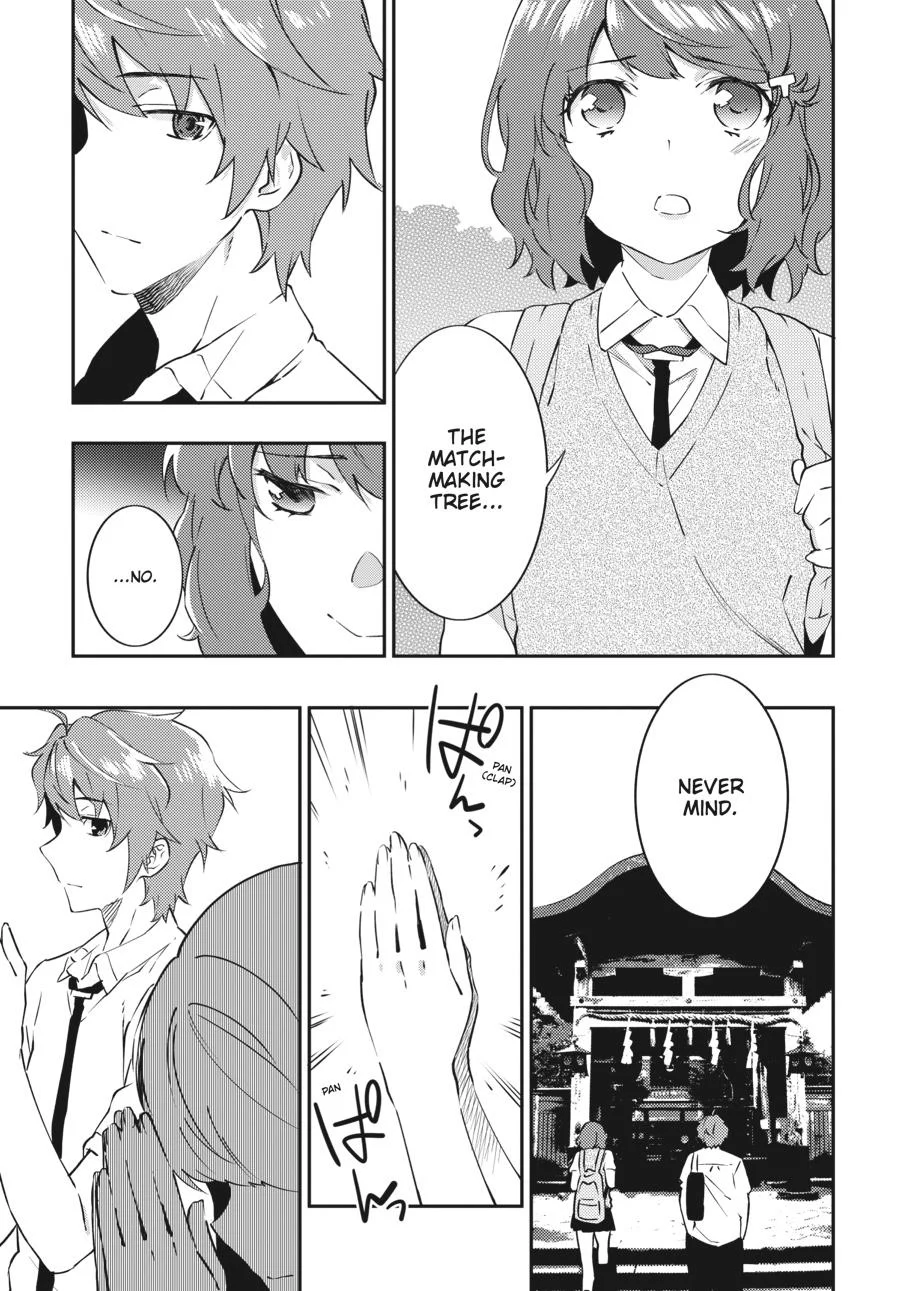 THE
MATCH-
MAKING
TREE...
...NO.
NEVER
MIND.
ぱん
PAN
(CLAP)
ぱん
PAN